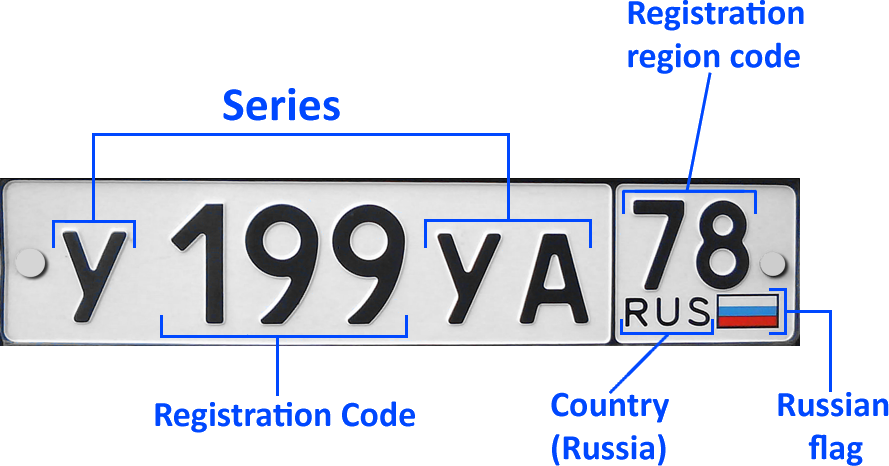 Registration
region code
Series
У 199 УА 78
RUS
Registration Code
Country
(Russia)
Russian
flag